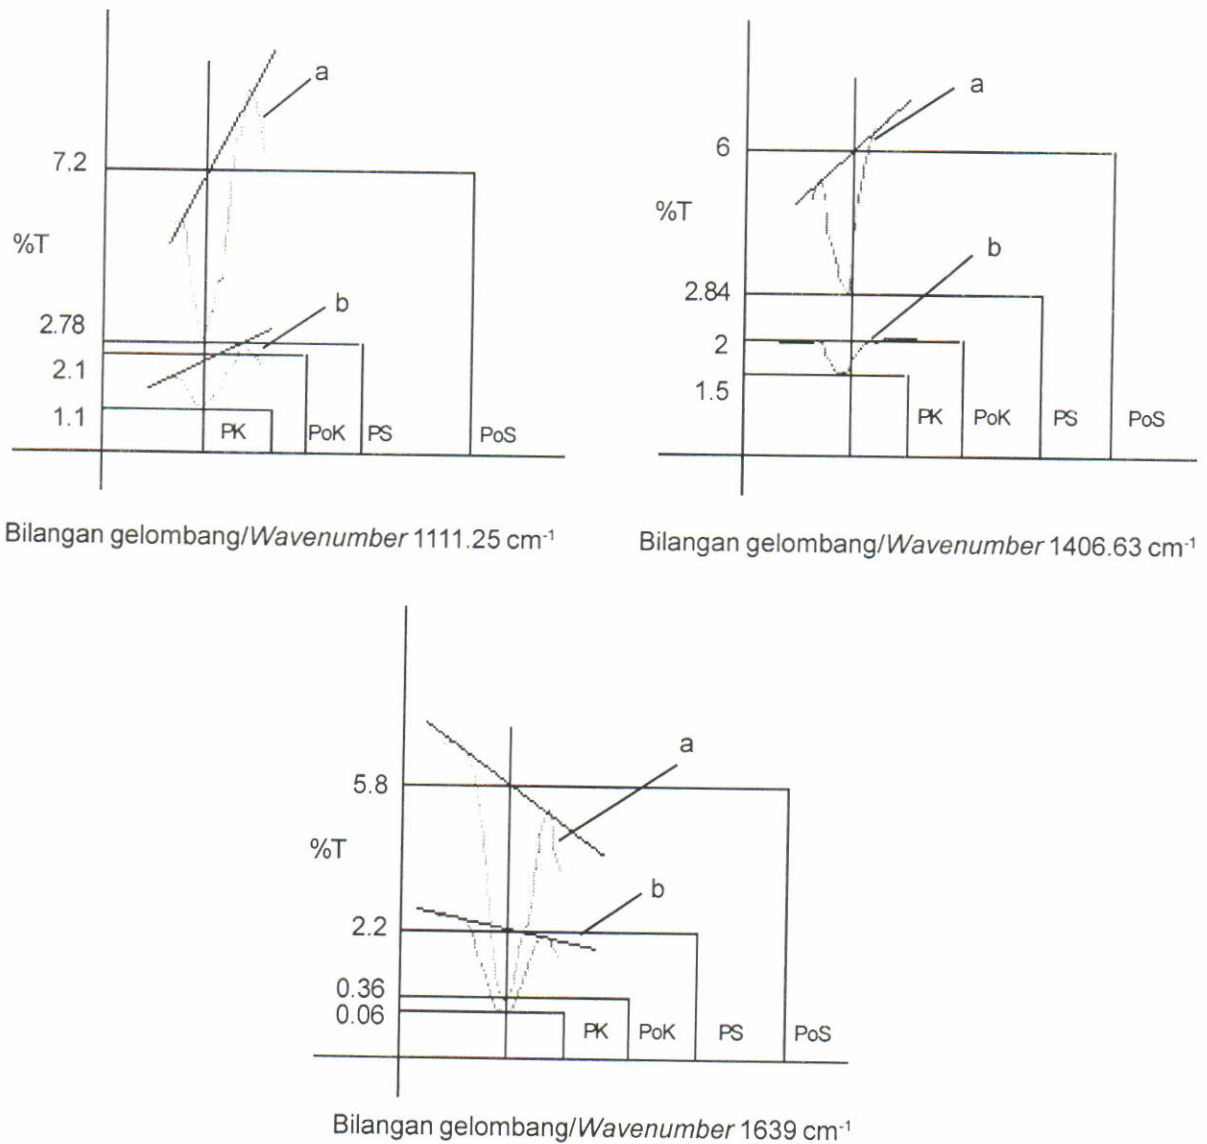 a
7.2
%T
b
2.78
2.1
1.1
PK PoK PS PoS
Bilangan gelombang/Wavenumber 1111.25 cm-1
a
6
%T
b
2.84
2
1.5
PK PoK PS PoS
Bilangan gelombang/Wavenumber 1406.63 cm-1
a
5.8
%T
b
2.2
0.36
0.06
PK PoK PS PoS
Bilangan gelombang/Wavenumber 1639 cm-1